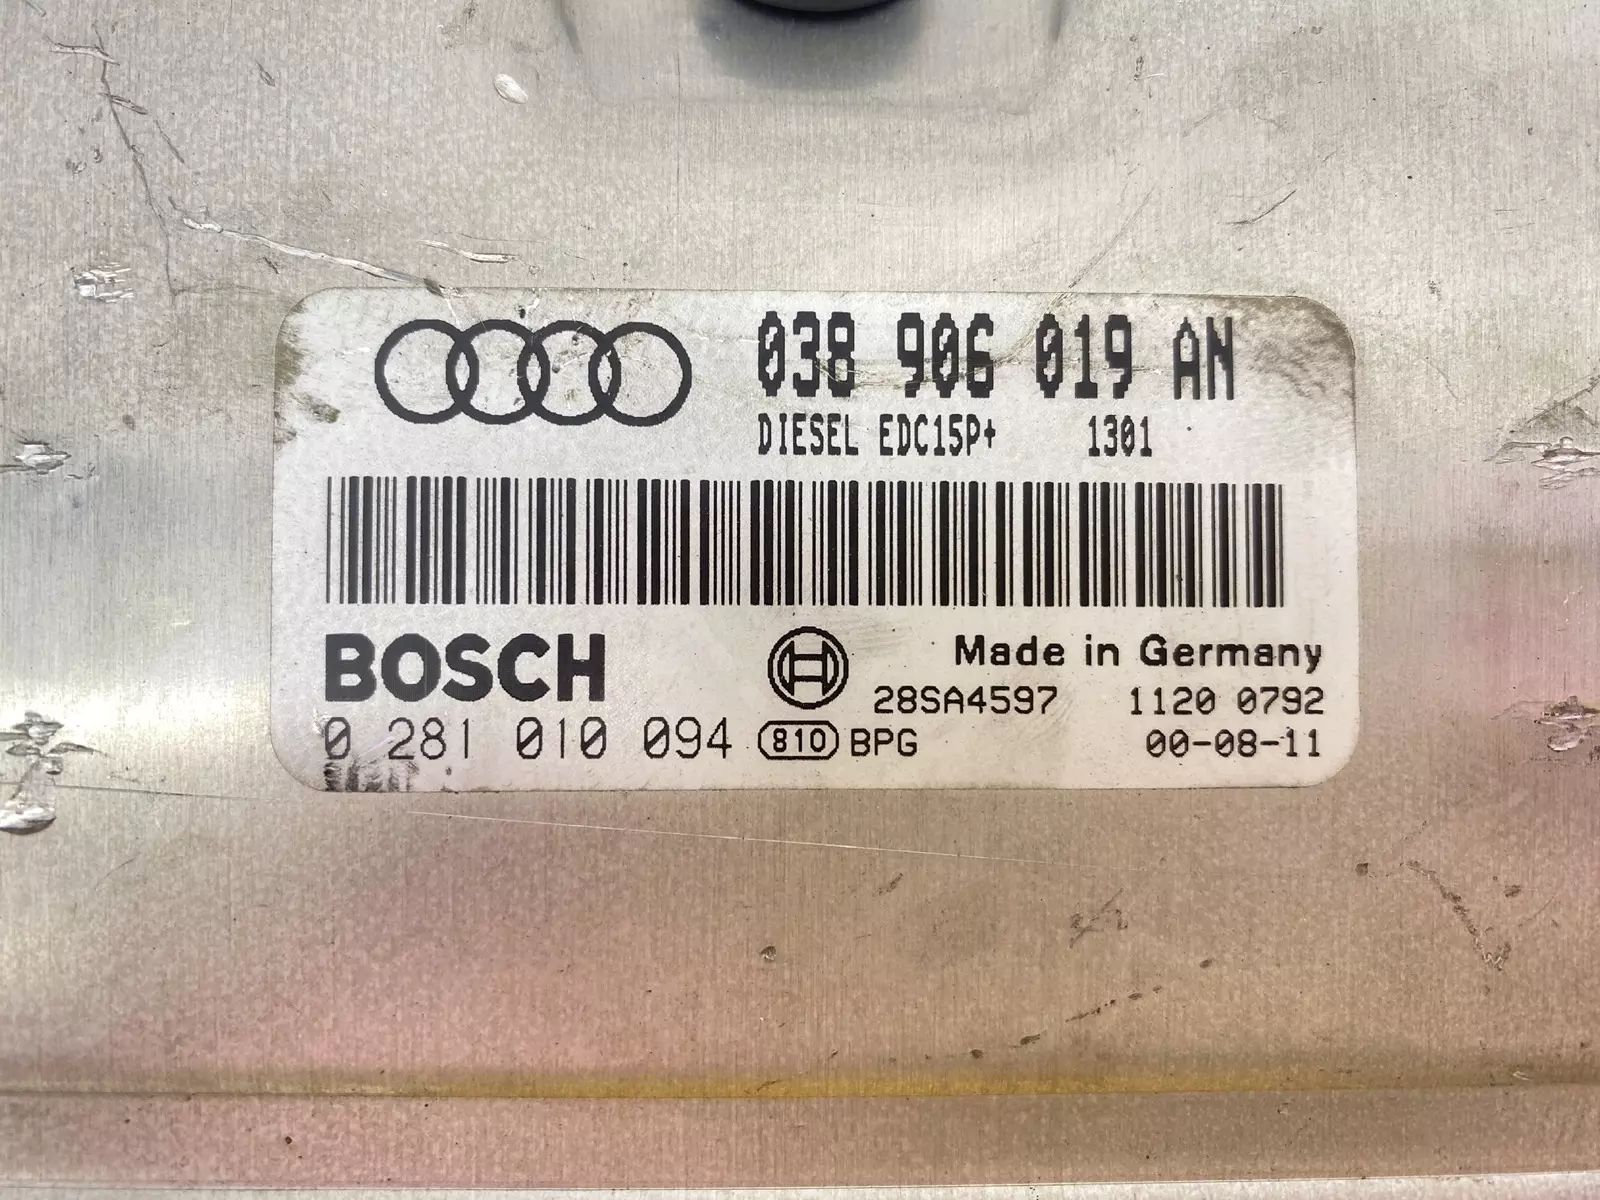 038 906 019 AN
DIESEL EDC15P+ 1301
BOSCH
Made in Germany
28SA4597 1120 0792
0 281 010 094 810 BPG 00-08-11